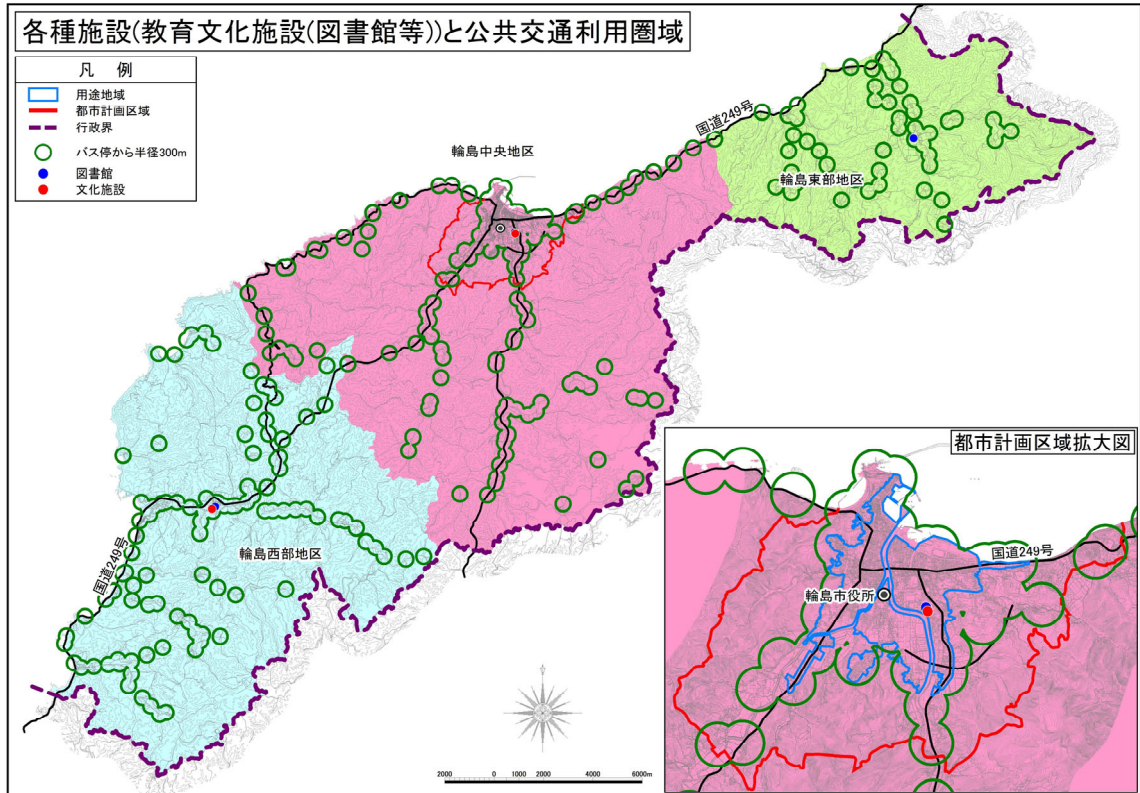 各種施設(教育文化施設(図書館等))と公共交通利用圏域
凡 例
用途地域
都市計画区域
行政界
バス停から半径300m
図書館
文化施設
国道249号
輪島中央地区
輪島東部地区
輪島西部地区
国道249号
2000 0 2000 4000 6000m
都市計画区域拡大図
国道249号
輪島市役所